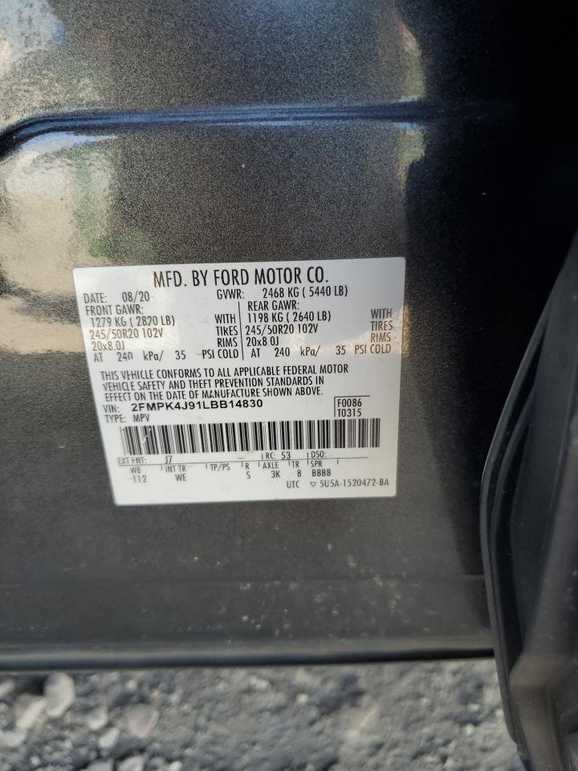 MFD. BY FORD MOTOR CO.
DATE: 08/20 GVWR: 2468 KG ( 5440 LB)
FRONT GAWR: REAR GAWR:
1279 KG ( 2820 LB) WITH 1198 KG ( 2640 LB) WITH
245/50R20 102V TIRES 245/50R20 102V TIRES
20x8.0J RIMS 20x8.0J RIMS
AT 240 kPa/ 35 PSI COLD AT 240 kPa/ 35 PSI COLD
THIS VEHICLE CONFORMS TO ALL APPLICABLE FEDERAL MOTOR
VEHICLE SAFETY AND THEFT PREVENTION STANDARDS IN
EFFECT ON THE DATE OF MANUFACTURE SHOWN ABOVE.
VIN: 2FMPK4J91LBB14830 F0086
TYPE: MPV T0315
EXT PNT: J7 RC: 53 DSO:
WB INT TR TP/PS R AXLE TR SPR
112 WE S 3K 8 BBBB
UTC ▽ 5U5A-1520472-BA